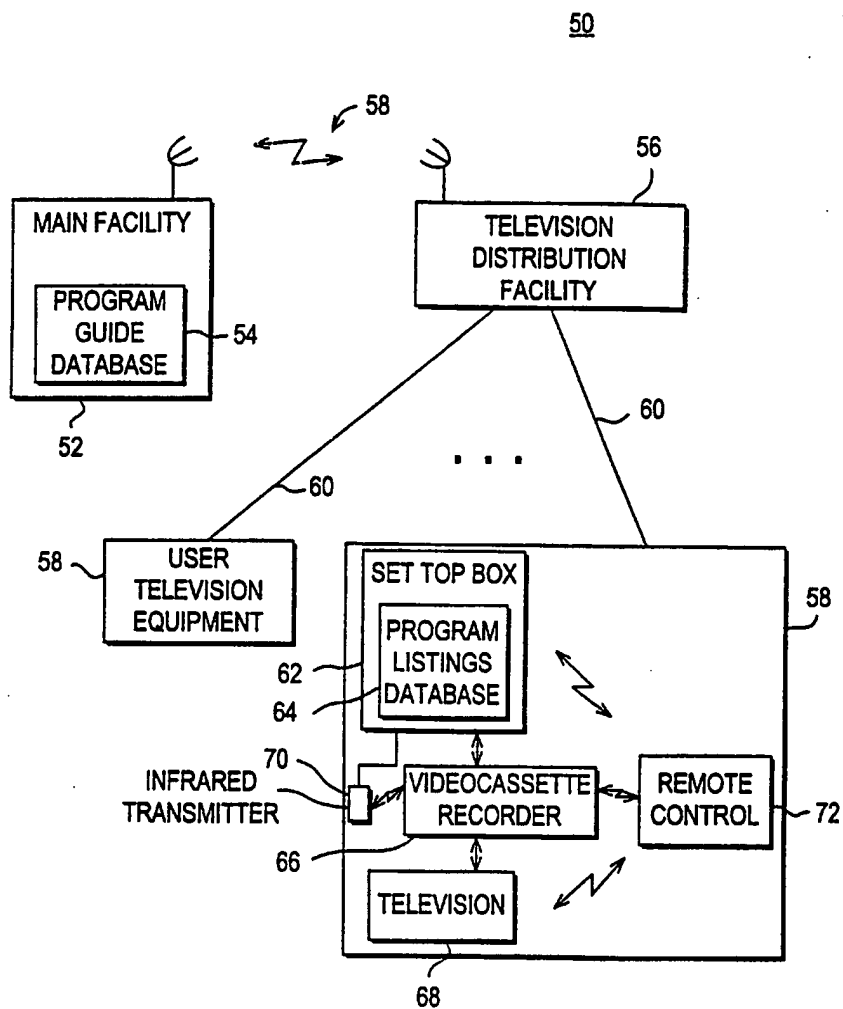 50
58
56
MAIN FACILITY
PROGRAM
GUIDE
DATABASE
54
52
TELEVISION
DISTRIBUTION
FACILITY
60
. . .
60
58
USER
TELEVISION
EQUIPMENT
SET TOP BOX
PROGRAM
LISTINGS
DATABASE
62
64
58
70
INFRARED
TRANSMITTER
VIDEOCASSETTE
RECORDER
66
REMOTE
CONTROL
72
TELEVISION
68